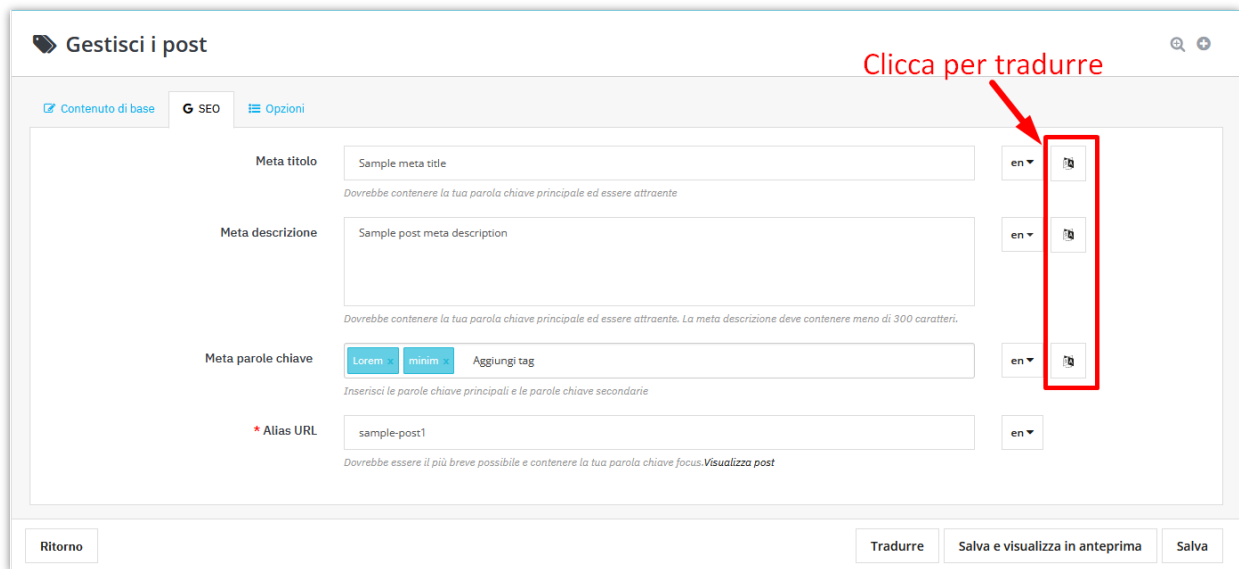 Gestisci i post
Clicca per tradurre
Contenuto di base
SEO
Opzioni
Meta titolo
Sample meta title
en
Dovrebbe contenere la tua parola chiave principale ed essere attraente
Meta descrizione
Sample post meta description
en
Dovrebbe contenere la tua parola chiave principale ed essere attraente. La meta descrizione deve contenere meno di 300 caratteri.
Meta parole chiave
Lorem x minim x Aggiungi tag
en
Inserisci le parole chiave principali e le parole chiave secondarie
* Alias URL
sample-post1
en
Dovrebbe essere il più breve possibile e contenere la tua parola chiave focus.Visualizza post
Ritorno
Tradurre
Salva e visualizza in anteprima
Salva